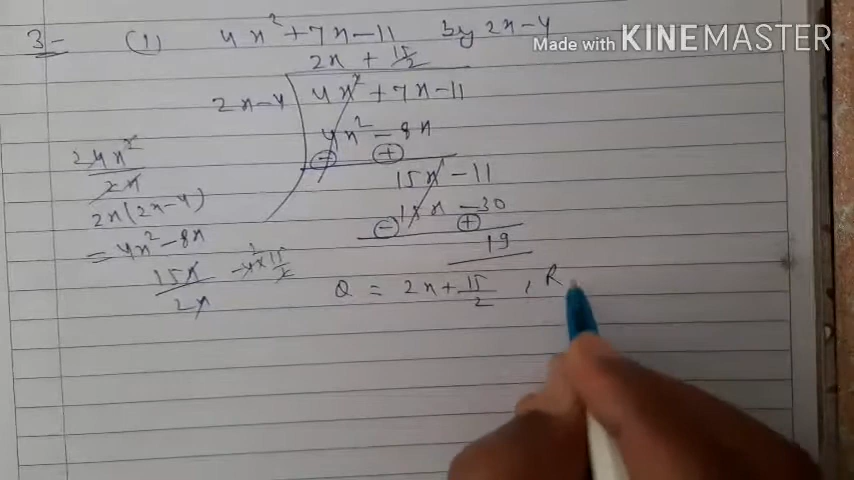 3- (1) 4x² + 7x - 11 by 2x - 4
Made with KINEMASTER
2x + 15/2
2x - 4 4x² + 7x - 11
4x² - 8x
- +
15x - 11
15x - 30
- +
19
2 4x²
2x
2x(2x - 4)
= 4x² - 8x
15x
2x
Q = 2x + 15/2 , R